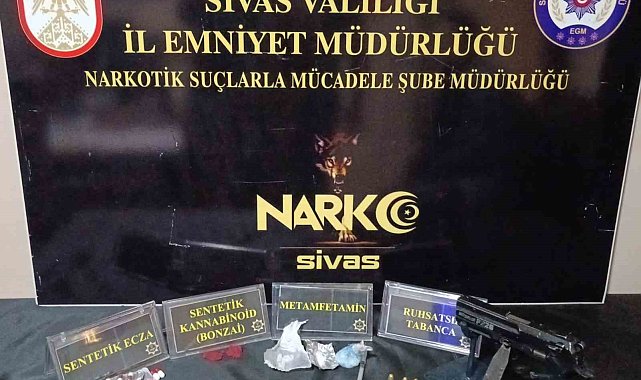 SİVAS VALİLİĞİ
İL EMNİYET MÜDÜRLÜĞÜ
NARKOTİK SUÇLARLA MÜCADELE ŞUBE MÜDÜRLÜĞÜ
EGM
NARKO
sivas
SENTETİK ECZA
SENTETİK
KANNABİNOİD
(BONZAİ)
METAMFETAMİN
RUHSATSIZ
TABANCA